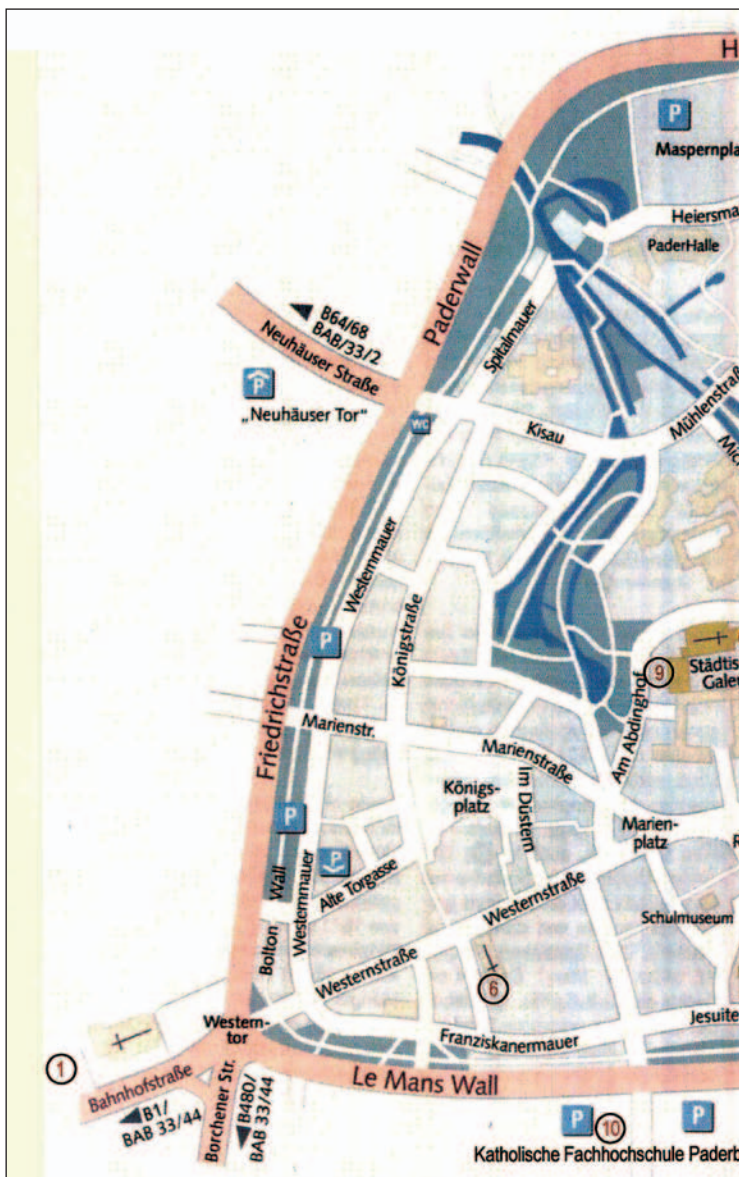 H
P
Maspernpla
Heiersma
PaderHalle
Paderwall
B64/68
BAB/33/2
Neuhäuser Straße
P
„Neuhäuser Tor“
Spitalmauer
WC
Kisau
Mühlenstraß
Mich
Westernmauer
Königstraße
P
Friedrichstraße
9
Städtis
Galer
Am Abdinghof
Marienstr.
Marienstraße
Im Düstern
Königs-
platz
P
Marien-
platz
R
P
Wall
Westernmauer
Alte Torgasse
Westernstraße
Schulmuseum
Bolton
Westernstraße
6
Western-
tor
Franziskanermauer
Jesuite
1
Bahnhofstraße
B1/
BAB 33/44
Borchener Str.
B480/
BAB 33/44
Le Mans Wall
P
10
P
Katholische Fachhochschule Paderb